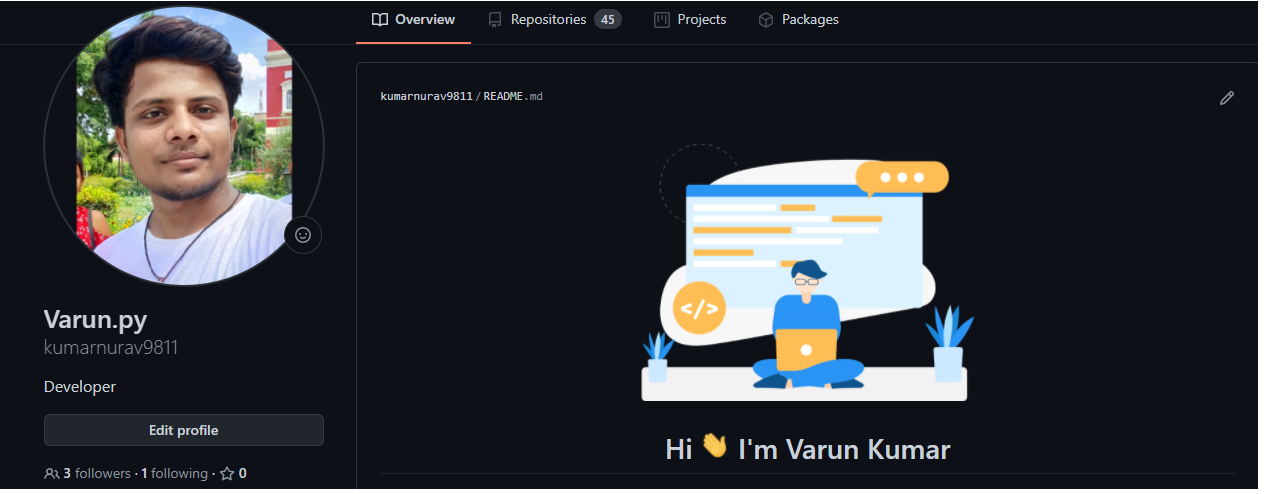 Overview Repositories 45 Projects Packages
kumarnurav9811/README.md
</>
Hi 👋 I'm Varun Kumar
Varun.py
kumarnurav9811
Developer
Edit profile
3 followers · 1 following · 0